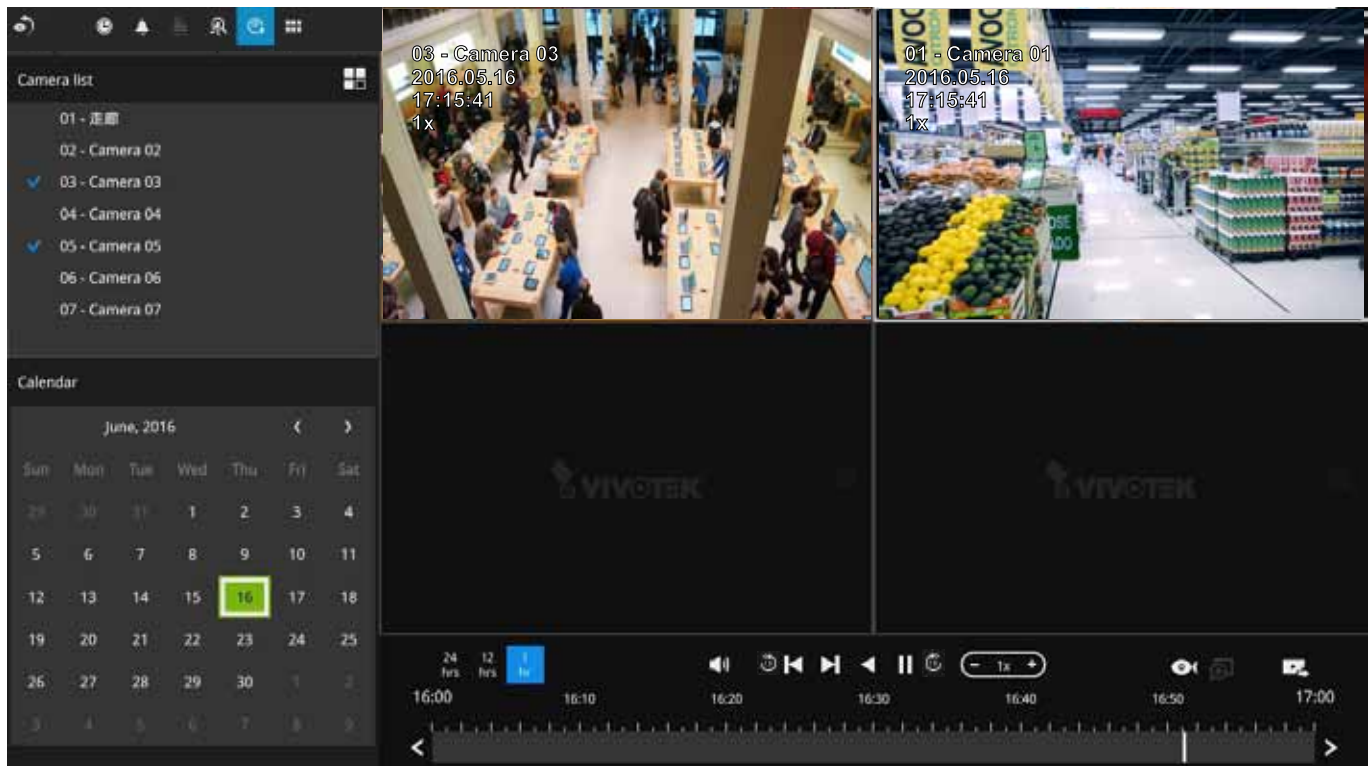 Camera list
01 - 走廊
02 - Camera 02
03 - Camera 03
04 - Camera 04
05 - Camera 05
06 - Camera 06
07 - Camera 07
Calendar
June, 2016
Sun Mon Tue Wed Thu Fri Sat
29 30 31 1 2 3 4
5 6 7 8 9 10 11
12 13 14 15 16 17 18
19 20 21 22 23 24 25
26 27 28 29 30 1 2
3 4 5 6 7 8 9
03 - Camera 03
2016.05.16
17:15:41
1x
01 - Camera 01
2016.05.16
17:15:41
1x
VIVOTEK
VIVOTEK
24 hrs
12 hrs
1 hr
1x
16:00 16:10 16:20 16:30 16:40 16:50 17:00